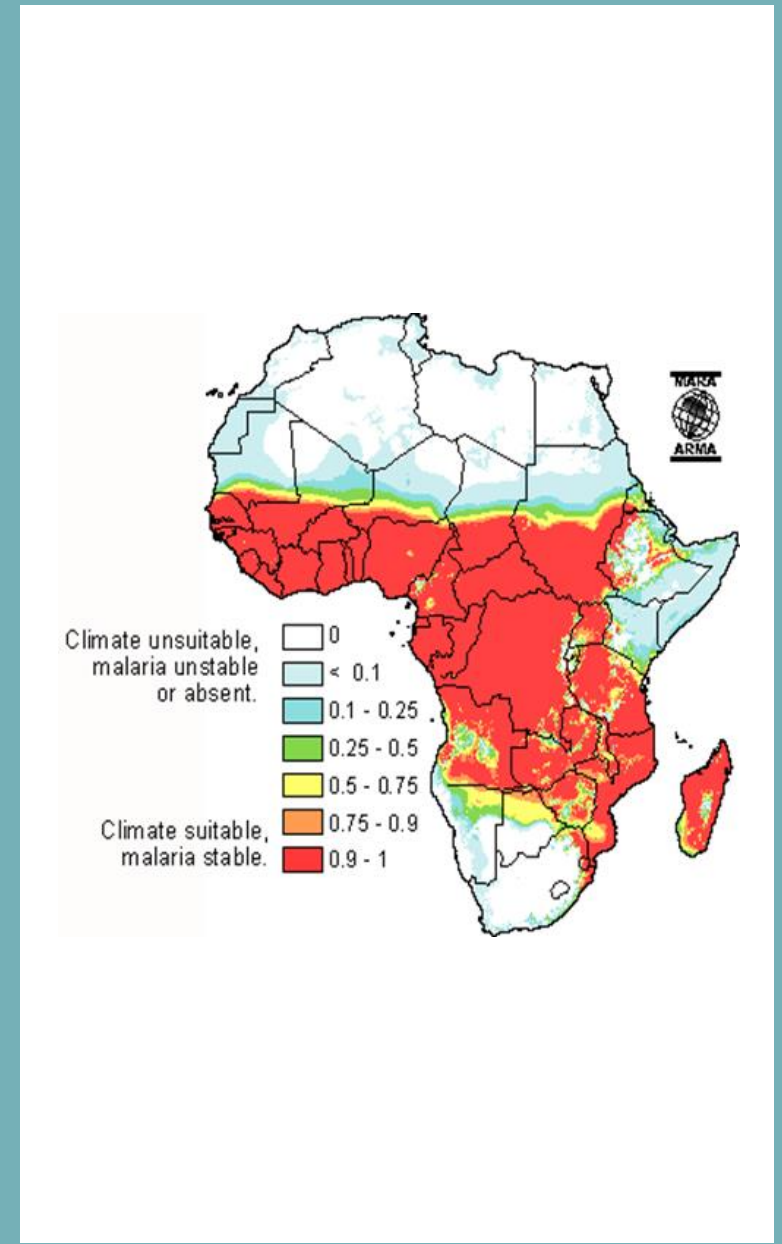 MARA
ARMA
Climate unsuitable,
malaria unstable
or absent.
0
< 0.1
0.1 - 0.25
0.25 - 0.5
0.5 - 0.75
Climate suitable,
malaria stable.
0.75 - 0.9
0.9 - 1